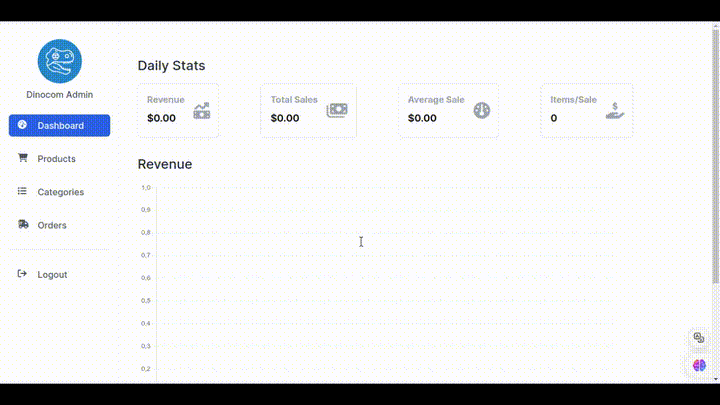 Dinocom Admin
Dashboard
Products
Categories
Orders
Logout
Daily Stats
Revenue
$0.00
Total Sales
$0.00
Average Sale
$0.00
Items/Sale
0
Revenue
1,0
0,9
0,8
0,7
0,6
0,5
0,4
0,3
0,2